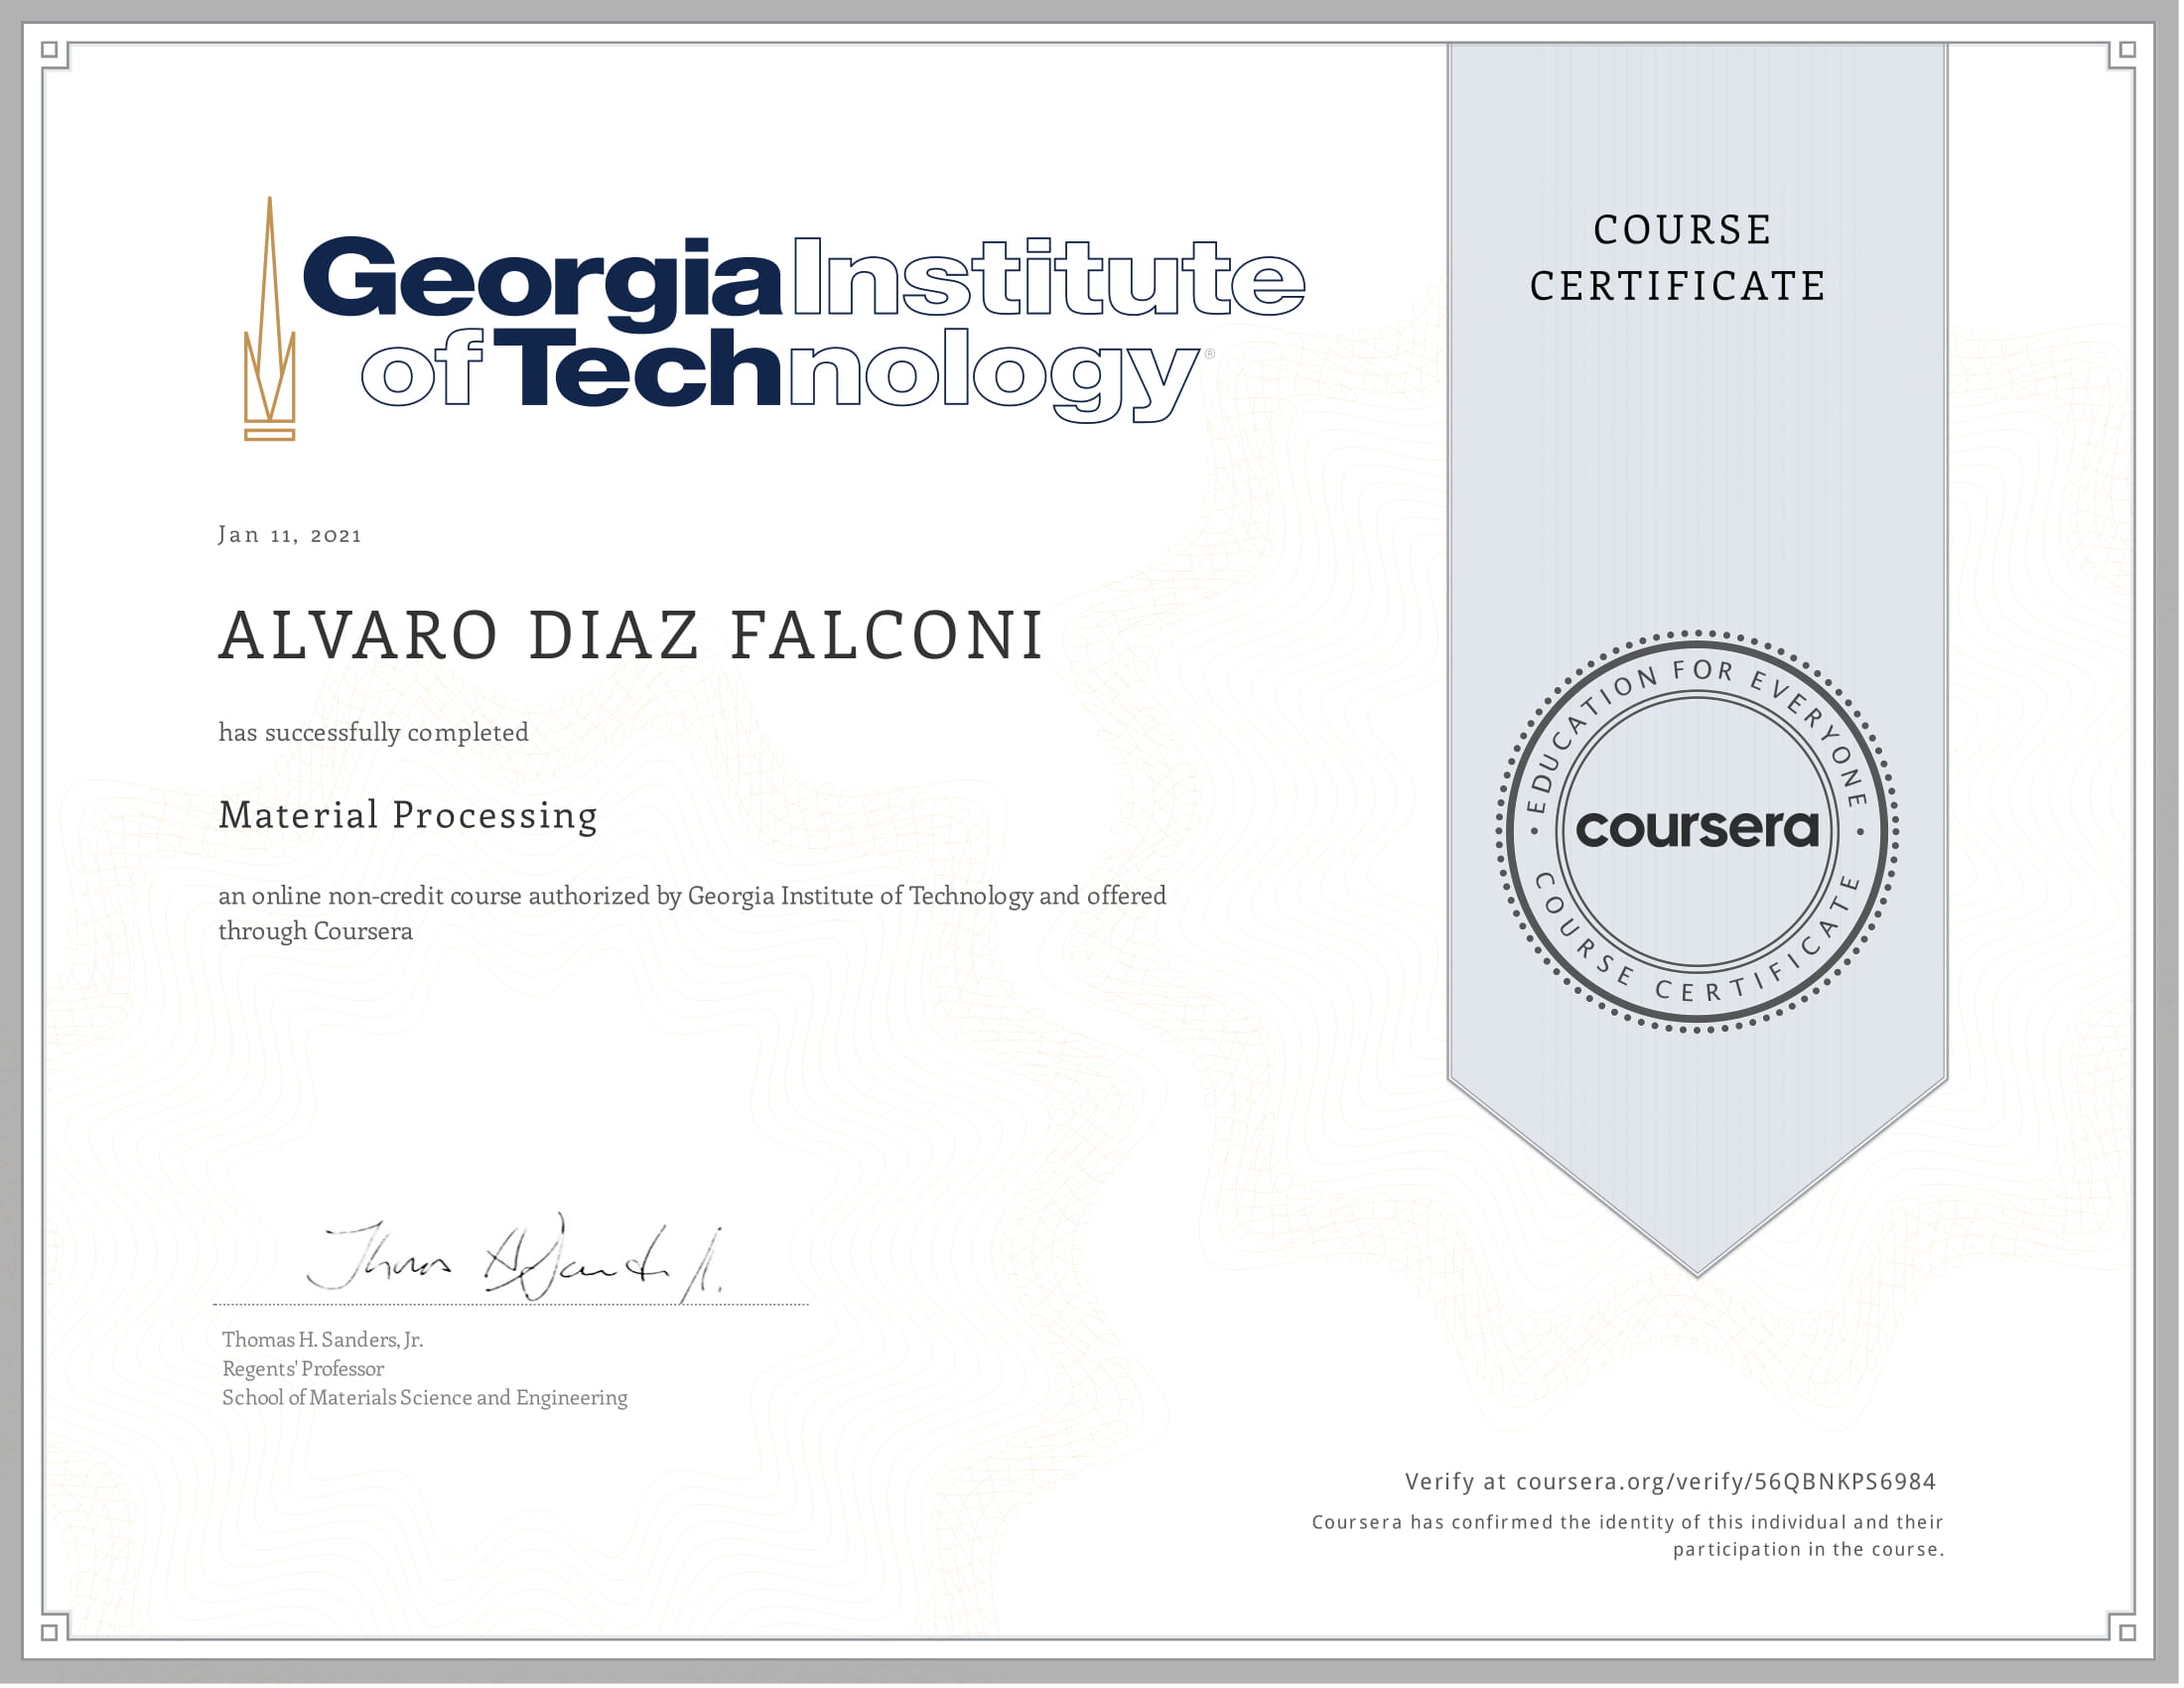 Georgia Institute
of Technology®
COURSE
CERTIFICATE
Jan 11, 2021
ALVARO DIAZ FALCONI
has successfully completed
Material Processing
an online non-credit course authorized by Georgia Institute of Technology and offered
through Coursera
EDUCATION FOR EVERYONE
coursera
COURSE CERTIFICATE
Thomas H. Sanders, Jr.
Regents' Professor
School of Materials Science and Engineering
Verify at coursera.org/verify/56QBNKPS6984
Coursera has confirmed the identity of this individual and their
participation in the course.